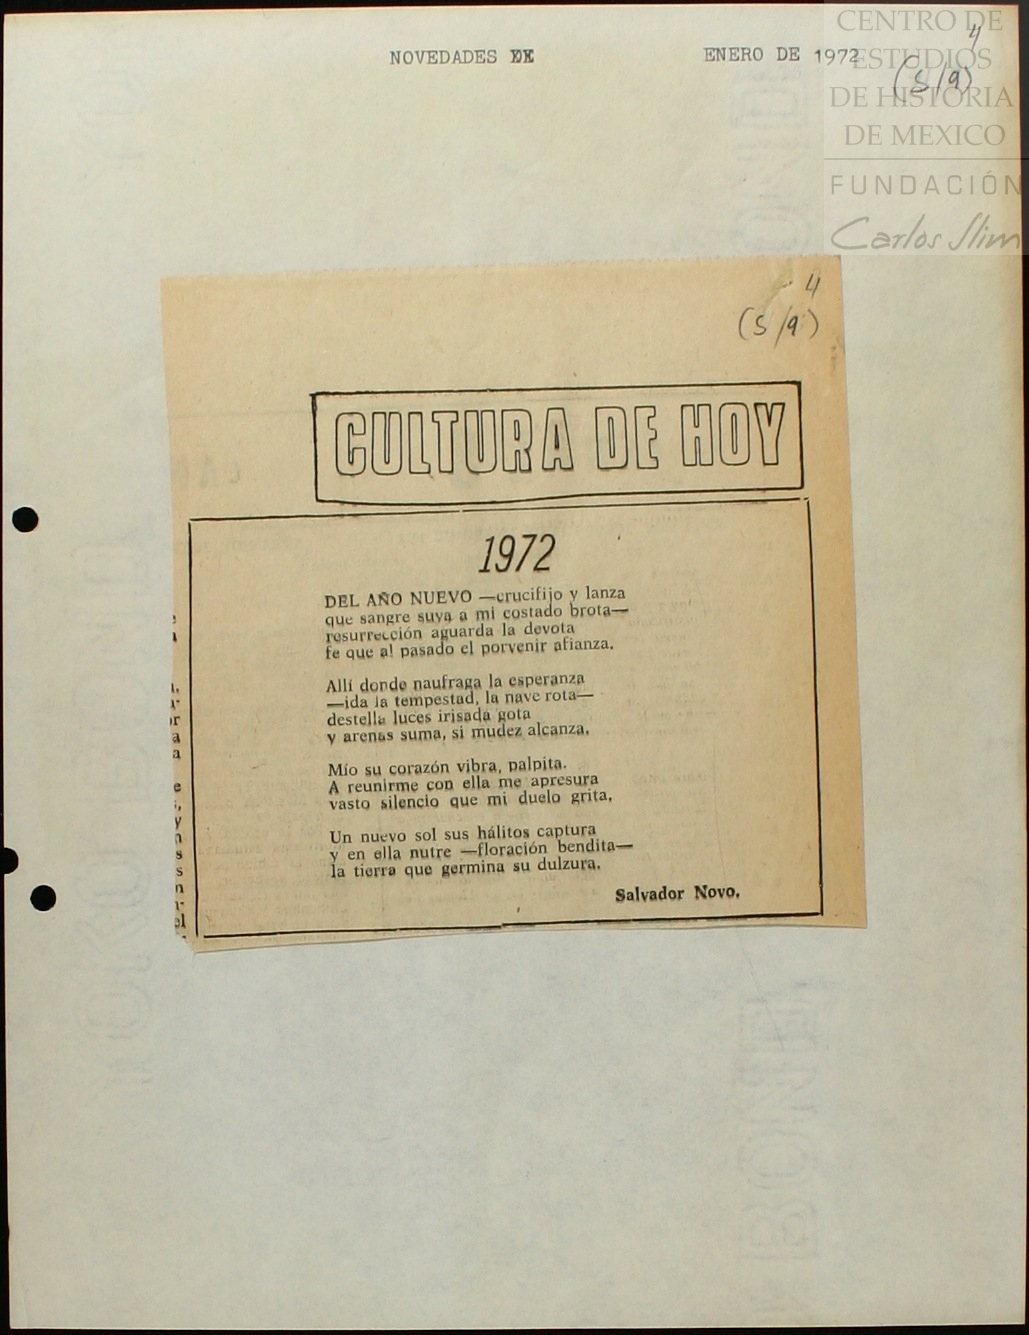 NOVEDADES ENERO DE 1972
4
(S/a)
CENTRO DE
ESTUDIOS
DE HISTORIA
DE MEXICO
FUNDACIÓN
Carlos Slim
4
(S/a)
CULTURA DE HOY
1972
DEL AÑO NUEVO —crucifijo y lanza
que sangre suya a mi costado brota—
resurrección aguarda la devota
fe que al pasado el porvenir afianza.
Allí donde naufraga la esperanza
—ida la tempestad, la nave rota—
destella luces irisada gota
y arenas suma, si mudez alcanza.
Mío su corazón vibra, palpita.
A reunirme con ella me apresura
vasto silencio que mi duelo grita.
Un nuevo sol sus hálitos captura
y en ella nutre —floración bendita—
la tierra que germina su dulzura.
Salvador Novo.